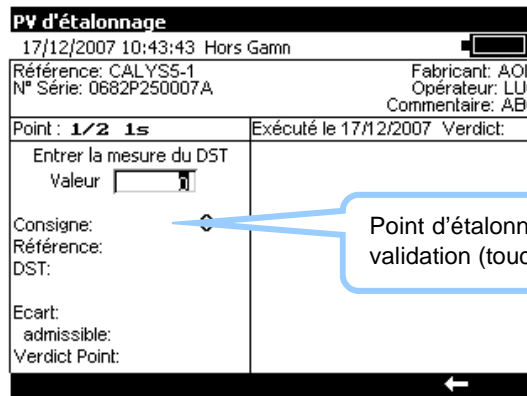 PV d'étalonnage
17/12/2007 10:43:43 Hors Gamn
Référence: CALYS5-1
N° Série: 0682P250007A
Fabricant: AOI
Opérateur: LU
Commentaire: AB
Point : 1/2 1s
Exécuté le 17/12/2007 Verdict:
Entrer la mesure du DST
Valeur 0
Consigne: 0
Référence:
DST:
Point d'étalonn
validation (touc
Ecart:
admissible:
Verdict Point: